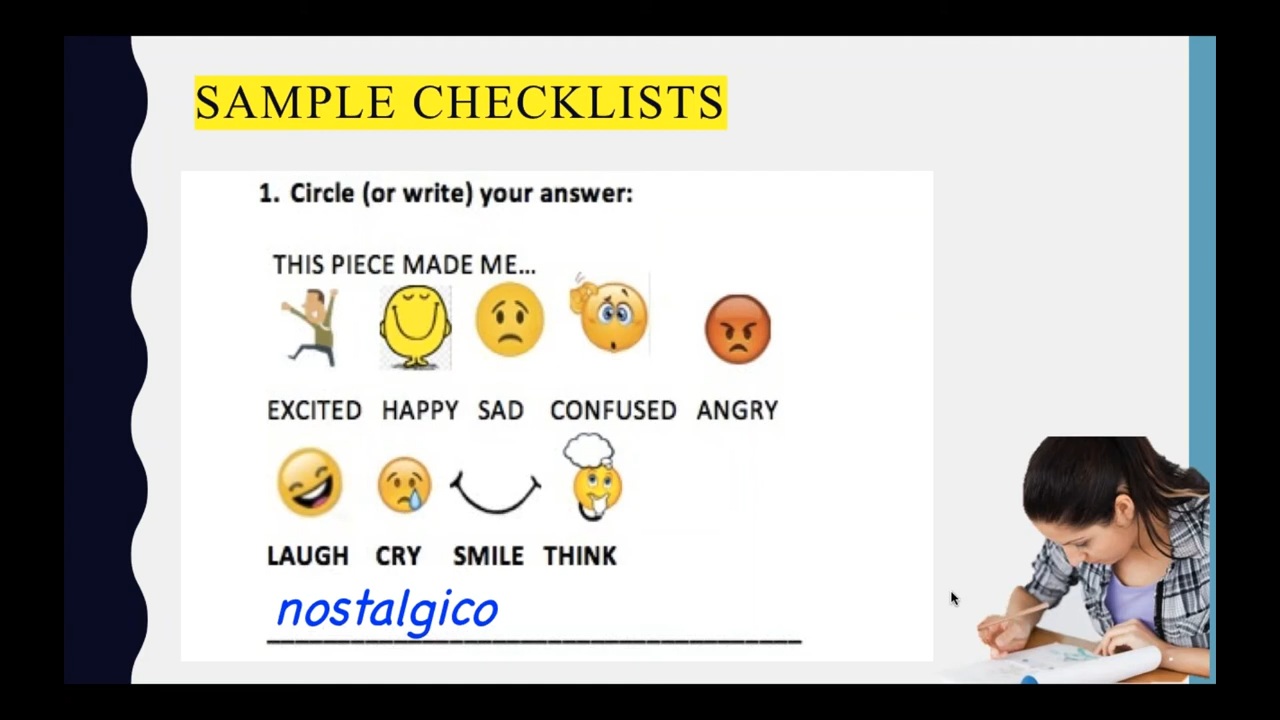 SAMPLE CHECKLISTS
1. Circle (or write) your answer:
THIS PIECE MADE ME...
EXCITED HAPPY SAD CONFUSED ANGRY
LAUGH CRY SMILE THINK
nostalgico